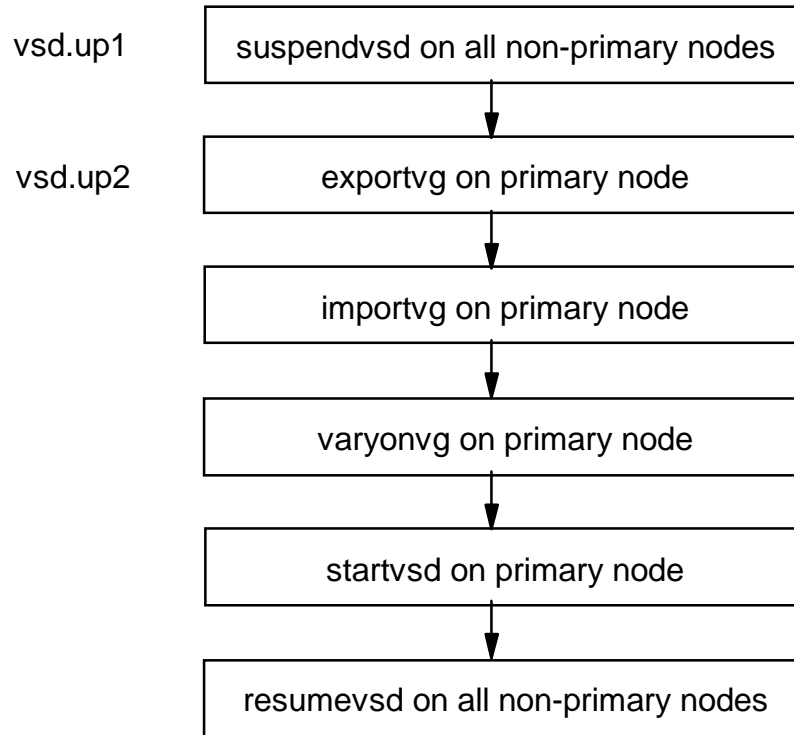 vsd.up1
suspendvsd on all non-primary nodes
vsd.up2
exportvg on primary node
importvg on primary node
varyonvg on primary node
startvsd on primary node
resumevsd on all non-primary nodes